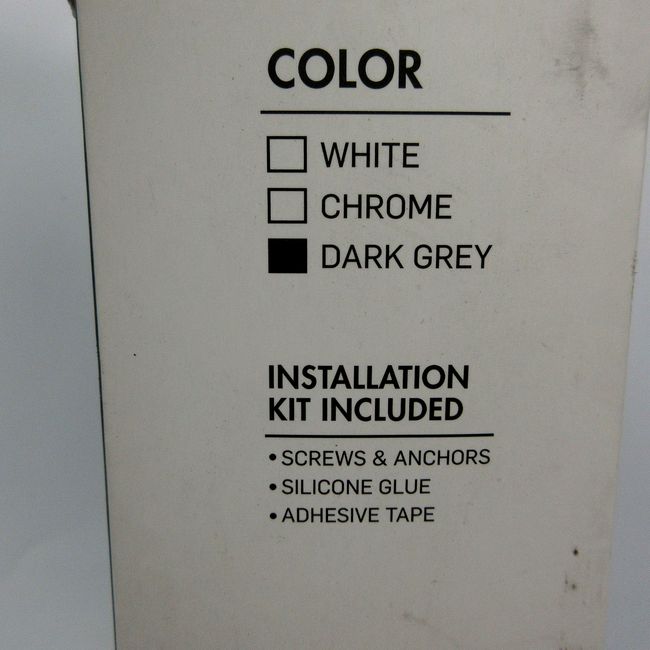 COLOR
WHITE
CHROME
DARK GREY
INSTALLATION
KIT INCLUDED
• SCREWS & ANCHORS
• SILICONE GLUE
• ADHESIVE TAPE